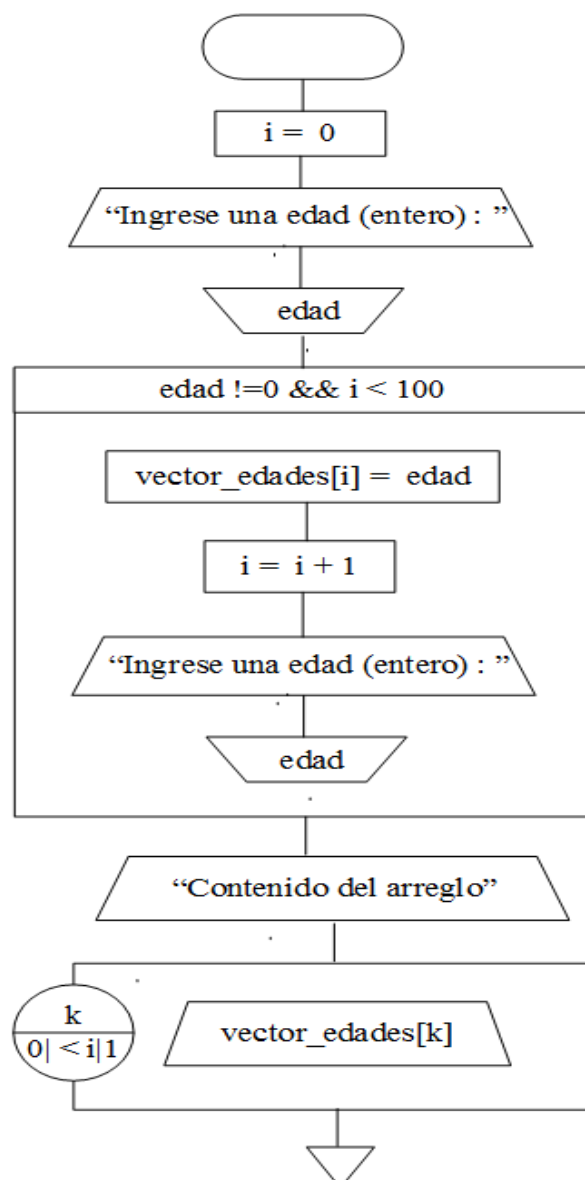 i = 0
“Ingrese una edad (entero) : ”
edad
edad !=0 && i < 100
vector_edades[i] = edad
i = i + 1
“Ingrese una edad (entero) : ”
edad
“Contenido del arreglo”
k
0| < i|1
vector_edades[k]